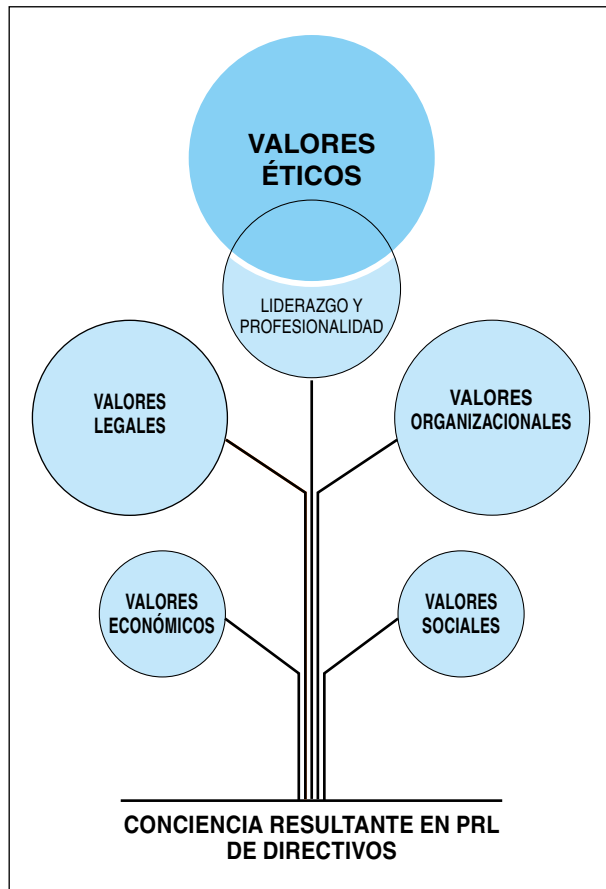 VALORES
ÉTICOS
LIDERAZGO Y
PROFESIONALIDAD
VALORES
LEGALES
VALORES
ORGANIZACIONALES
VALORES
ECONÓMICOS
VALORES
SOCIALES
CONCIENCIA RESULTANTE EN PRL
DE DIRECTIVOS